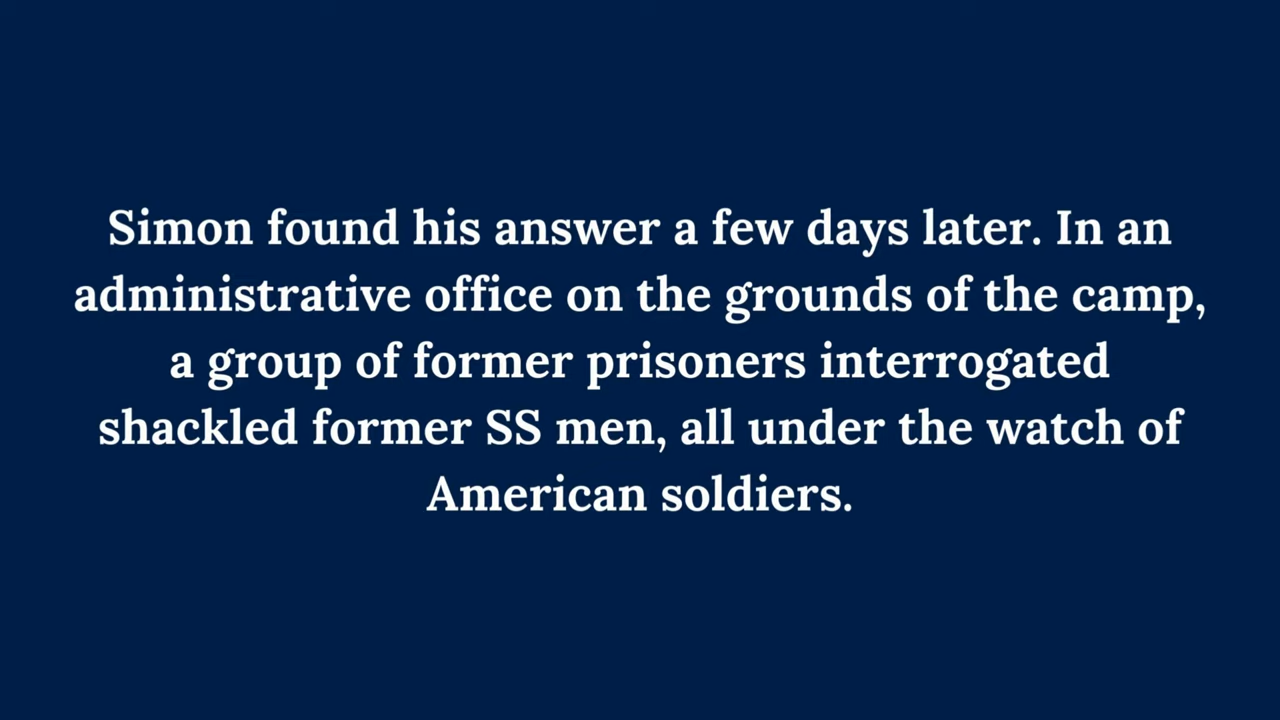 Simon found his answer a few days later. In an
administrative office on the grounds of the camp,
a group of former prisoners interrogated
shackled former SS men, all under the watch of
American soldiers.